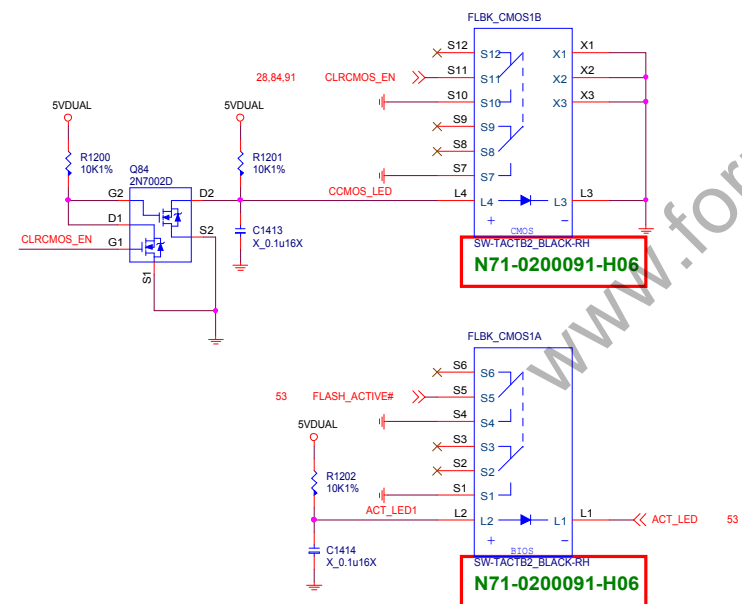 FLBK_CMOS1B
S12 S12 X1 X1
28,84,91 CLRCMOS_EN S11 S11 X2 X2
S10 S10 X3 X3
5VDUAL 5VDUAL
S9 S9
R1200
10K1%
Q84
2N7002D
R1201
10K1%
S8 S8
S7 S7
G2 D2 CCMOS_LED L4 L4 L3 L3
D1 S2
C1413
X_0.1u16X
+ CMOS −
CLRCMOS_EN G1
S1
SW-TACTB2_BLACK-RH
N71-0200091-H06
www.for
FLBK_CMOS1A
S6 S6
53 FLASH_ACTIVE# S5 S5
S4 S4
5VDUAL
S3 S3
S2 S2
R1202
10K1%
S1 S1
ACT_LED1 L2 L2 L1 L1 ACT_LED 53
+ BIOS −
C1414
X_0.1u16X
SW-TACTB2_BLACK-RH
N71-0200091-H06